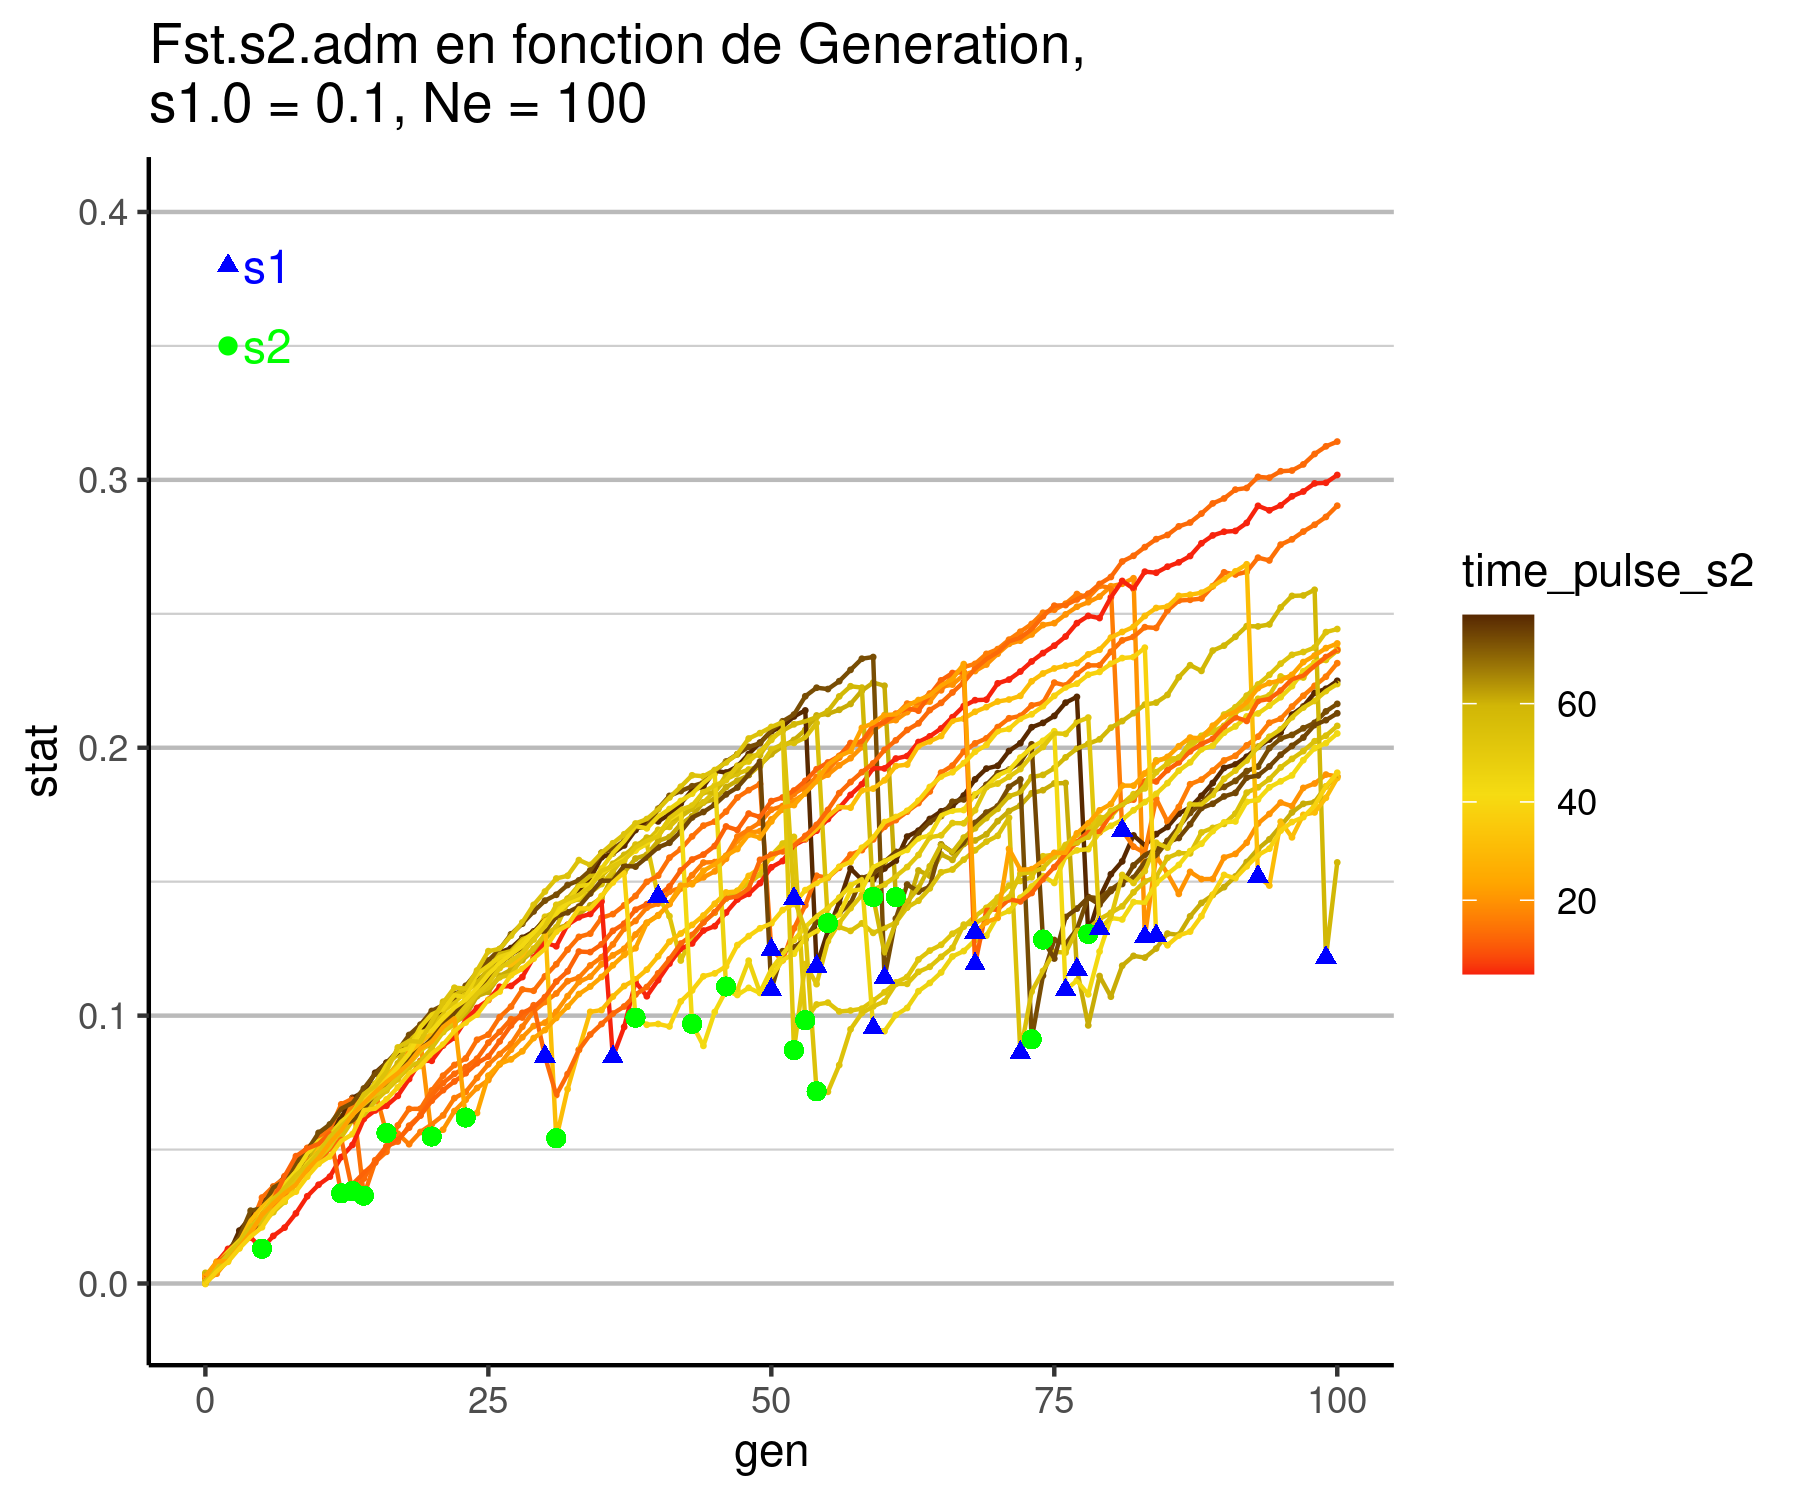 Fst.s2.adm en fonction de Generation,
s1.0 = 0.1, Ne = 100
0.4
s1
s2
0.3
0.2
0.1
0.0
stat
0
25
50
75
100
gen
time_pulse_s2
60
40
20